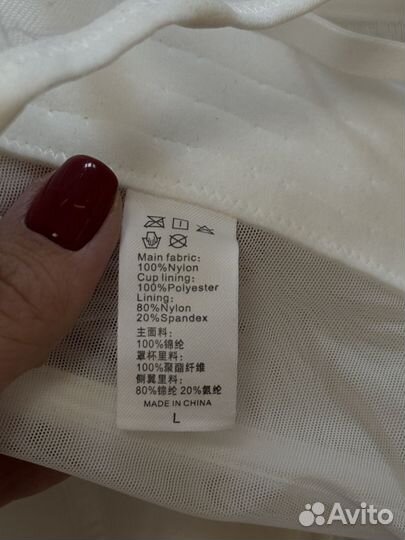 Main fabric:
100%Nylon
Cup lining:
100%Polyester
Lining:
80%Nylon
20%Spandex
主面料:
100%锦纶
罩杯里料:
100%聚酯纤维
侧翼里料:
80%锦纶 20%氨纶
MADE IN CHINA
L
Avito